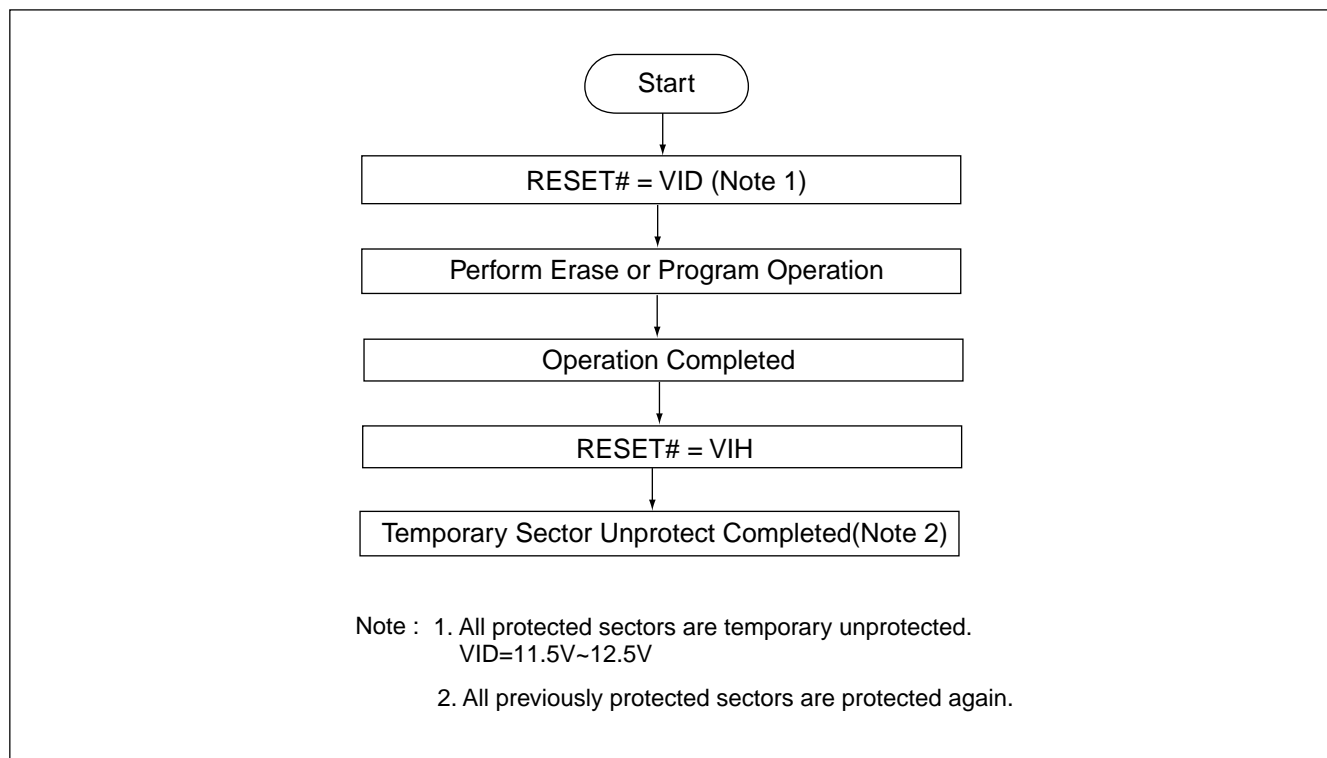 Start
RESET# = VID (Note 1)
Perform Erase or Program Operation
Operation Completed
RESET# = VIH
Temporary Sector Unprotect Completed(Note 2)
Note : 1. All protected sectors are temporary unprotected.
VID=11.5V~12.5V
2. All previously protected sectors are protected again.